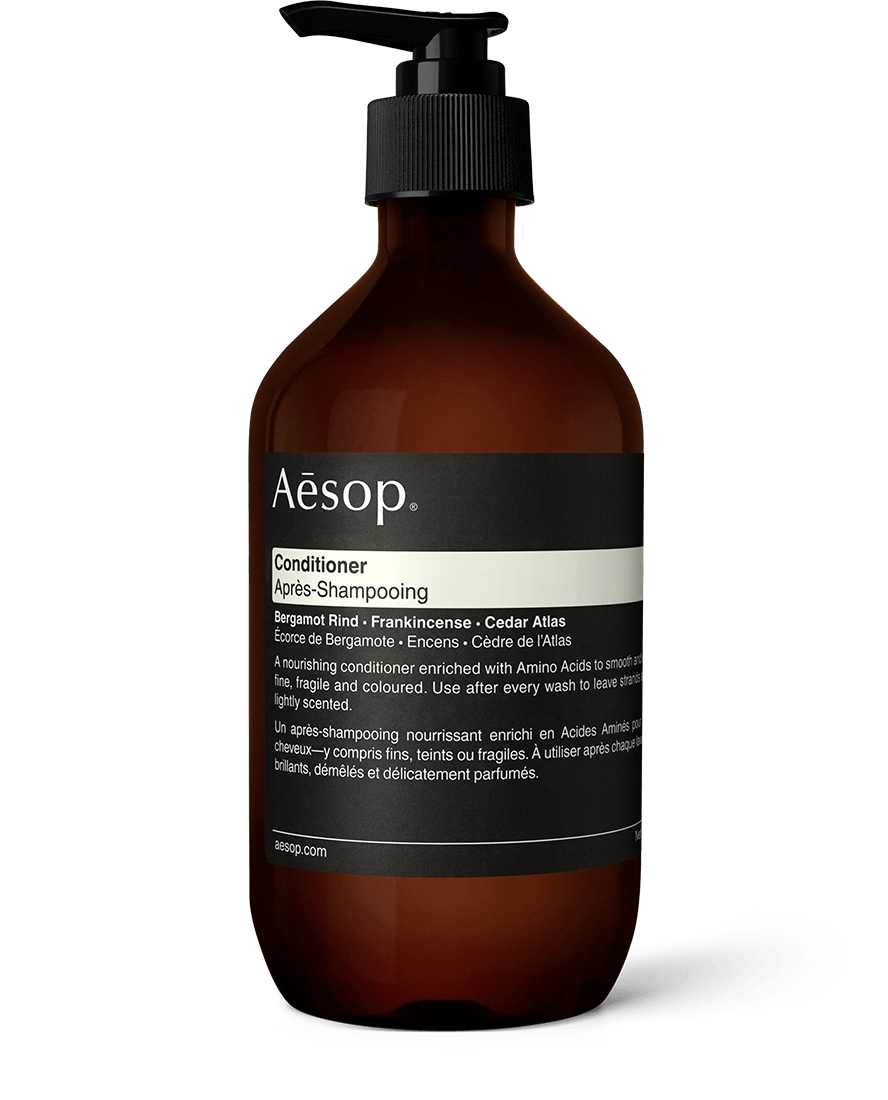 Aēsop®
Conditioner
Après-Shampooing
Bergamot Rind • Frankincense • Cedar Atlas
Écorce de Bergamote • Encens • Cèdre de l'Atlas
A nourishing conditioner enriched with Amino Acids to smooth and
fine, fragile and coloured. Use after every wash to leave strands
lightly scented.
Un après-shampooing nourrissant enrichi en Acides Aminés pour
cheveux—y compris fins, teints ou fragiles. À utiliser après chaque
brillants, démêlés et délicatement parfumés.
aesop.com